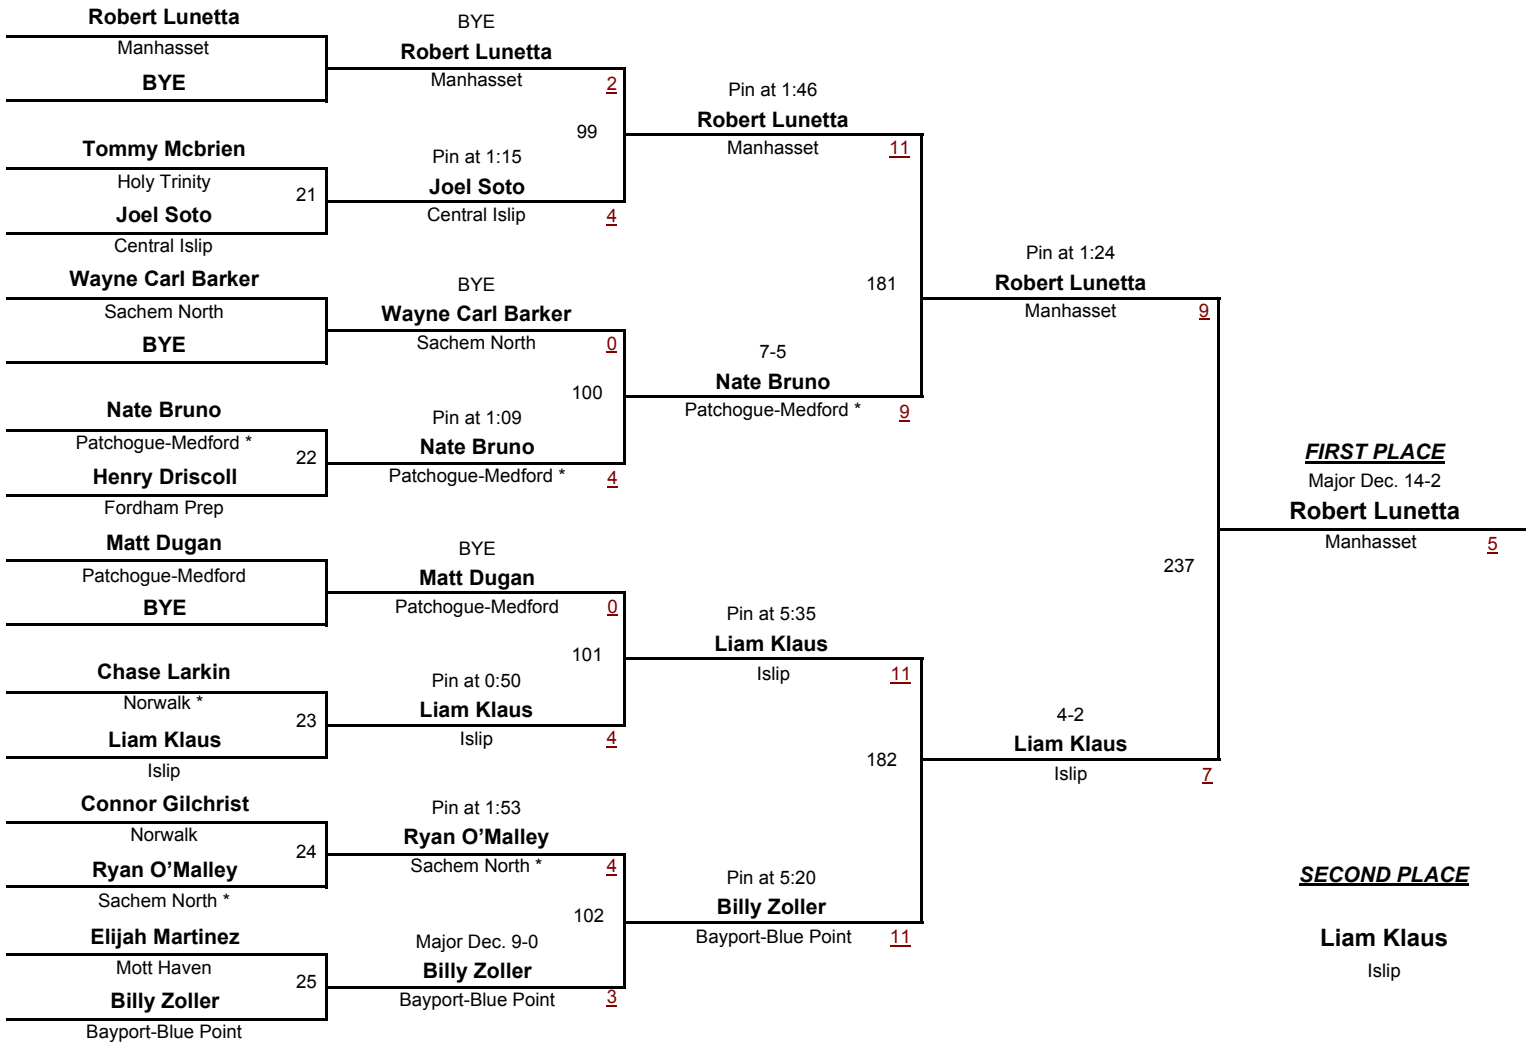 Robert Lunetta
Manhasset
BYE
Tommy Mcbrien
Holy Trinity
21
Joel Soto
Central Islip
Wayne Carl Barker
Sachem North
BYE
Nate Bruno
Patchogue-Medford *
22
Henry Driscoll
Fordham Prep
Matt Dugan
Patchogue-Medford
BYE
Chase Larkin
Norwalk *
23
Liam Klaus
Islip
Connor Gilchrist
Norwalk
24
Ryan O’Malley
Sachem North *
Elijah Martinez
Mott Haven
25
Billy Zoller
Bayport-Blue Point
BYE
Robert Lunetta
Manhasset 2
99
Pin at 1:15
Joel Soto
Central Islip 4
BYE
Wayne Carl Barker
Sachem North 0
100
Pin at 1:09
Nate Bruno
Patchogue-Medford * 4
BYE
Matt Dugan
Patchogue-Medford 0
101
Pin at 0:50
Liam Klaus
Islip 4
Pin at 1:53
Ryan O’Malley
Sachem North * 4
102
Major Dec. 9-0
Billy Zoller
Bayport-Blue Point 3
Pin at 1:46
Robert Lunetta
Manhasset 11
181
7-5
Nate Bruno
Patchogue-Medford * 9
Pin at 5:35
Liam Klaus
Islip 11
182
Pin at 5:20
Billy Zoller
Bayport-Blue Point 11
Pin at 1:24
Robert Lunetta
Manhasset 9
237
4-2
Liam Klaus
Islip 7
FIRST PLACE
Major Dec. 14-2
Robert Lunetta
Manhasset 5
SECOND PLACE
Liam Klaus
Islip